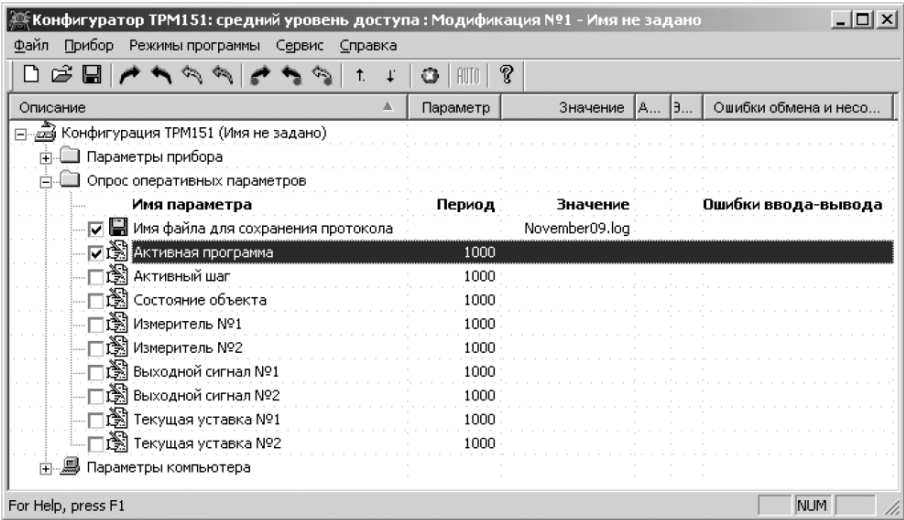 Конфигуратор ТРМ151: средний уровень доступа : Модификация №1 - Имя не задано
Файл Прибор Режимы программы Сервис Справка
AUTO
Описание Параметр Значение А... Э... Ошибки обмена и несо...
Конфигурация ТРМ151 (Имя не задано)
Параметры прибора
Опрос оперативных параметров
Имя параметра Период Значение Ошибки ввода-вывода
Имя файла для сохранения протокола November09.log
Активная программа 1000
Активный шаг 1000
Состояние объекта 1000
Измеритель №1 1000
Измеритель №2 1000
Выходной сигнал №1 1000
Выходной сигнал №2 1000
Текущая уставка №1 1000
Текущая уставка №2 1000
Параметры компьютера
For Help, press F1 NUM